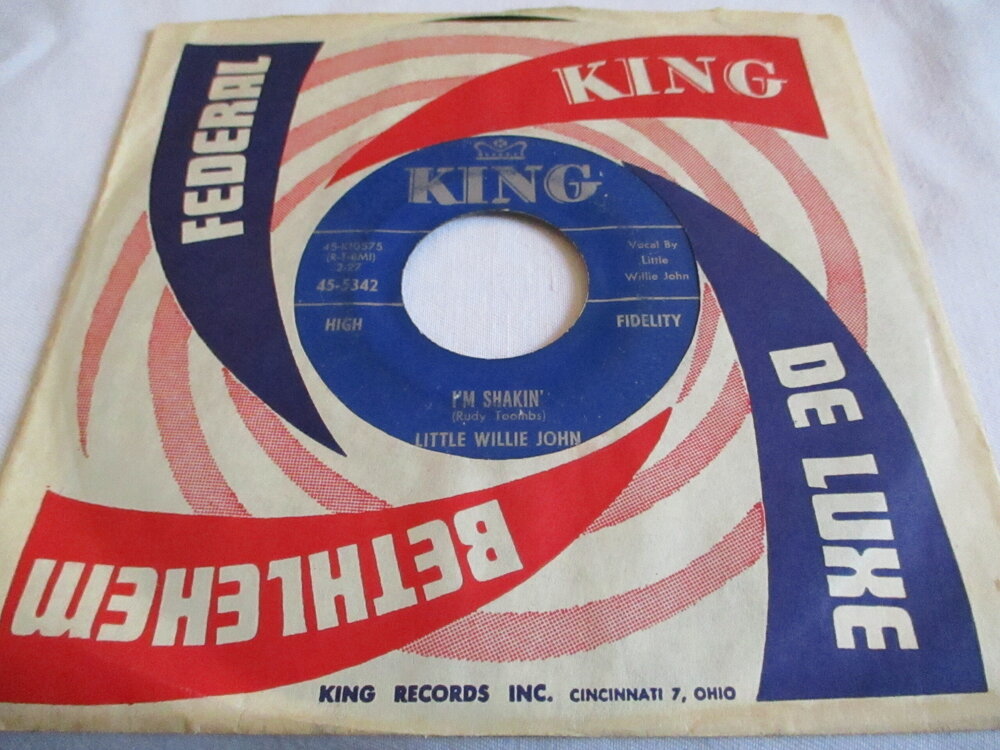 FEDERAL
KING
KING
45-K10575
(R-T-BMI)
2:27
45-5342
Vocal By
Little
Willie John
HIGH
FIDELITY
I'M SHAKIN'
(Rudy Toombs)
LITTLE WILLIE JOHN
DE LUXE
BETHLEHEM
KING RECORDS INC. CINCINNATI 7, OHIO